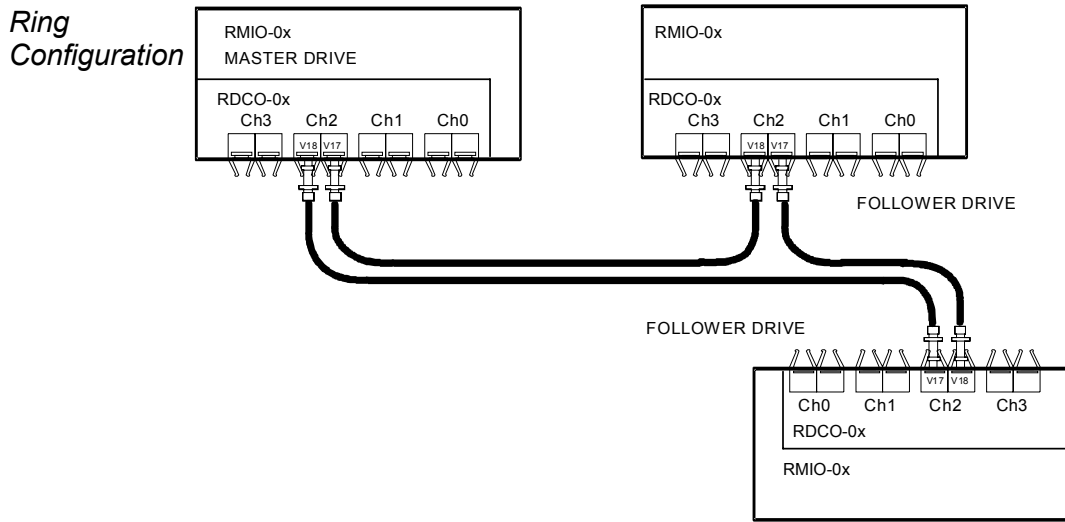 Ring
Configuration
RMIO-0x
MASTER DRIVE
RDCO-0x
Ch3 Ch2 Ch1 Ch0
V18 V17
RMIO-0x
RDCO-0x
Ch3 Ch2 Ch1 Ch0
V18 V17
FOLLOWER DRIVE
FOLLOWER DRIVE
V17 V18
Ch0 Ch1 Ch2 Ch3
RDCO-0x
RMIO-0x